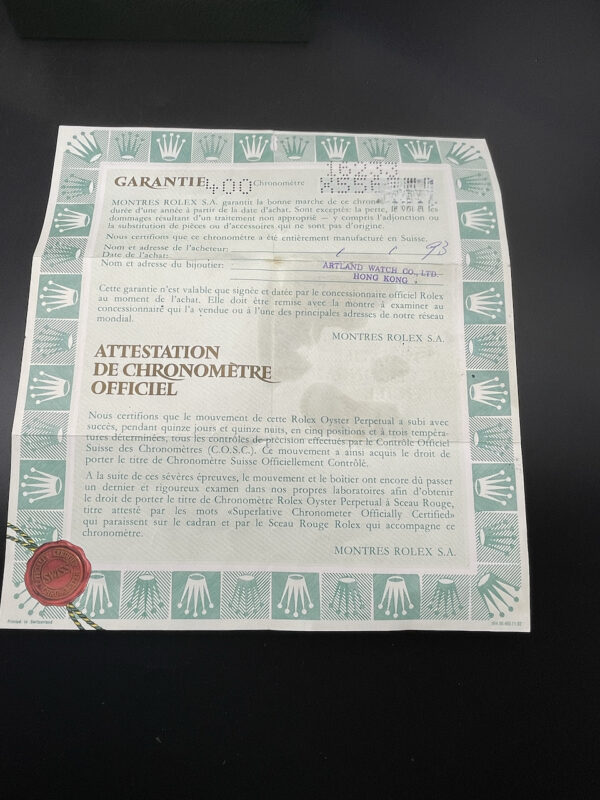 16233
GARANTIE 400 Chronomètre
MONTRES ROLEX S.A. garantit la bonne marche de ce chrono
durée d'une année à partir de la date d'achat. Sont exceptés: la perte, le vol et les
dommages résultant d'un traitement non approprié – y compris l'adjonction ou
la substitution de pièces ou d'accessoires qui ne sont pas d'origine.
Nous certifions que ce chronomètre a été entièrement manufacturé en Suisse.
Nom et adresse de l'acheteur:
Date de l'achat: / / 93
Nom et adresse du bijoutier: ARTLAND WATCH CO., LTD.
HONG KONG
Cette garantie n'est valable que signée et datée par le concessionnaire officiel Rolex
au moment de l'achat. Elle doit être remise avec la montre à examiner au
concessionnaire qui l'a vendue ou à l'une des principales adresses de notre réseau
mondial.
MONTRES ROLEX S.A.
ATTESTATION
DE CHRONOMÈTRE
OFFICIEL
Nous certifions que le mouvement de cette Rolex Oyster Perpetual a subi avec
succès, pendant quinze jours et quinze nuits, en cinq positions et à trois tempéra-
tures déterminées, tous les contrôles de précision effectués par le Contrôle Officiel
Suisse des Chronomètres (C.O.S.C.). Ce mouvement a ainsi acquis le droit de
porter le titre de Chronomètre Suisse Officiellement Contrôlé.
A la suite de ces sévères épreuves, le mouvement et le boîtier ont encore dû passer
un dernier et rigoureux examen dans nos propres laboratoires afin d'obtenir
le droit de porter le titre de Chronomètre Rolex Oyster Perpetual à Sceau Rouge,
titre attesté par les mots «Superlative Chronometer Officially Certified»
qui paraissent sur le cadran et par le Sceau Rouge Rolex qui accompagne ce
chronomètre.
MONTRES ROLEX S.A.
SWISS
Printed in Switzerland